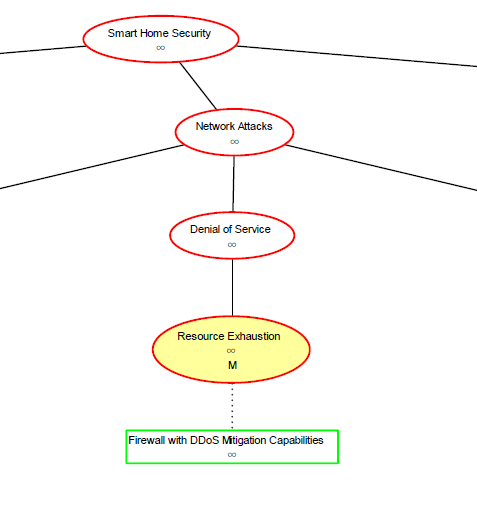 Smart Home Security
∞
Network Attacks
∞
Denial of Service
∞
Resource Exhaustion
∞
M
Firewall with DDoS Mitigation Capabilities
∞